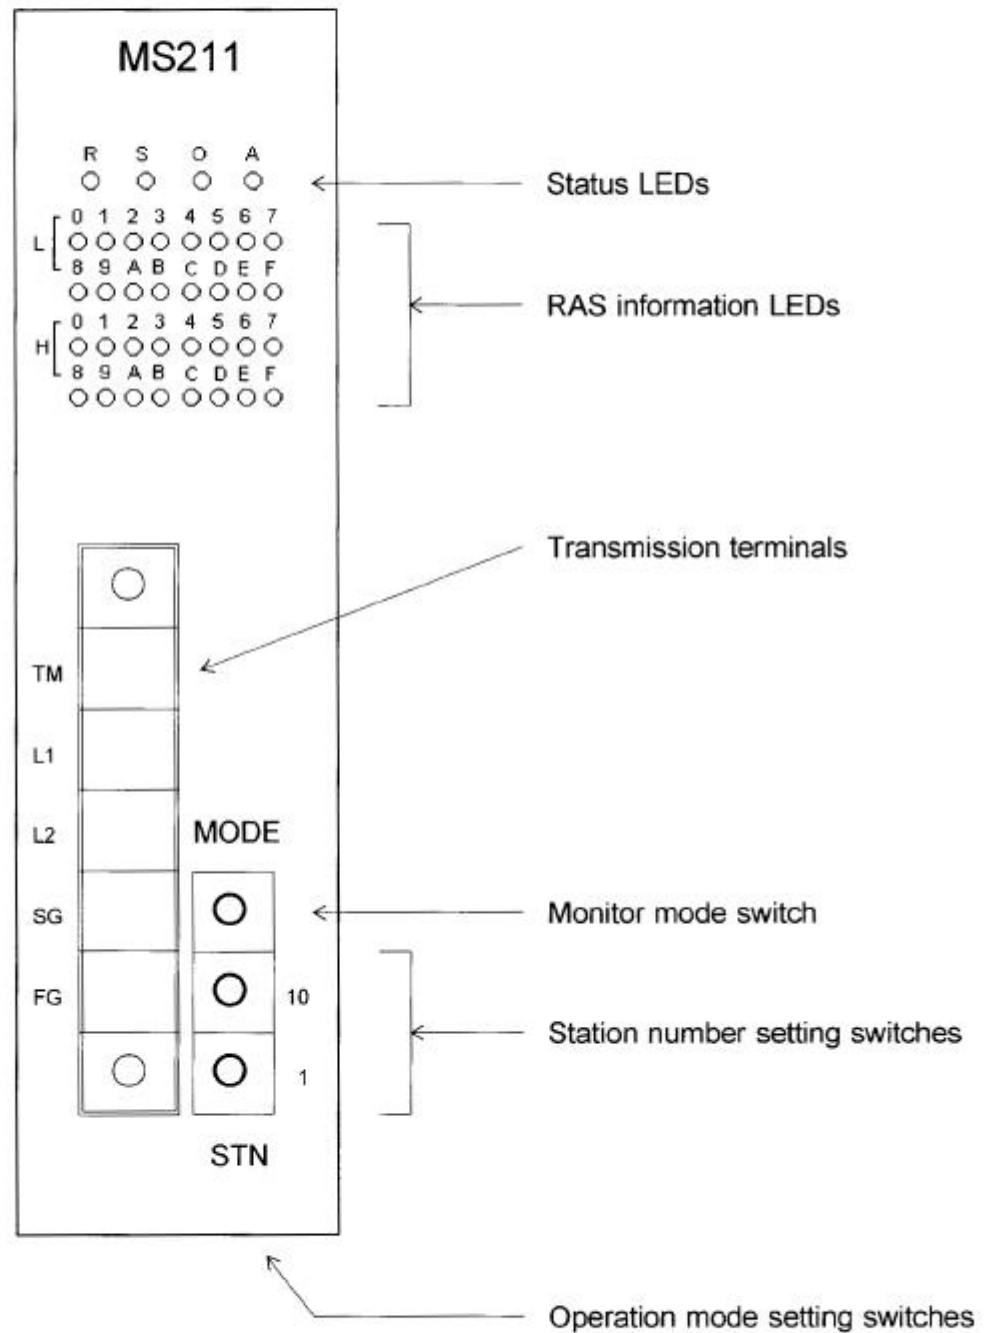 MS211
R S O A
Status LEDs
0 1 2 3 4 5 6 7
L
8 9 A B C D E F
RAS information LEDs
0 1 2 3 4 5 6 7
H
8 9 A B C D E F
Transmission terminals
TM
L1
L2
MODE
SG
Monitor mode switch
FG
10
Station number setting switches
1
STN
Operation mode setting switches